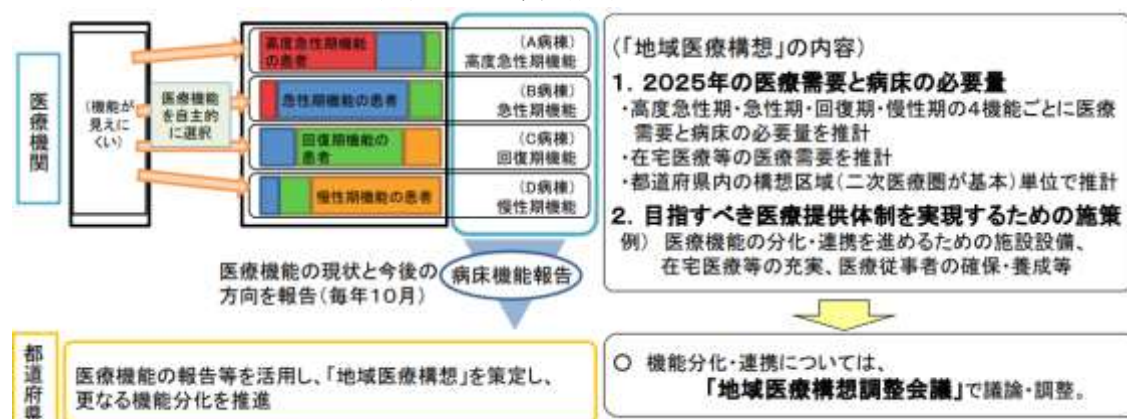 医療機関
(機能が
見えに
くい)
医療機能
を自主的
に選択
高度急性期機能
の患者
(A病棟)
高度急性期機能
急性期機能の患者
(B病棟)
急性期機能
回復期機能の
患者
(C病棟)
回復期機能
慢性期機能の患者
(D病棟)
慢性期機能
医療機能の現状と今後の
方向を報告(毎年10月)
病床機能報告
(「地域医療構想」の内容)
1. 2025年の医療需要と病床の必要量
・高度急性期・急性期・回復期・慢性期の4機能ごとに医療
需要と病床の必要量を推計
・在宅医療等の医療需要を推計
・都道府県内の構想区域(二次医療圏が基本)単位で推計
2. 目指すべき医療提供体制を実現するための施策
例) 医療機能の分化・連携を進めるための施設設備、
在宅医療等の充実、医療従事者の確保・養成等
都道府県
医療機能の報告等を活用し、「地域医療構想」を策定し、
更なる機能分化を推進
○ 機能分化・連携については、
「地域医療構想調整会議」で議論・調整。